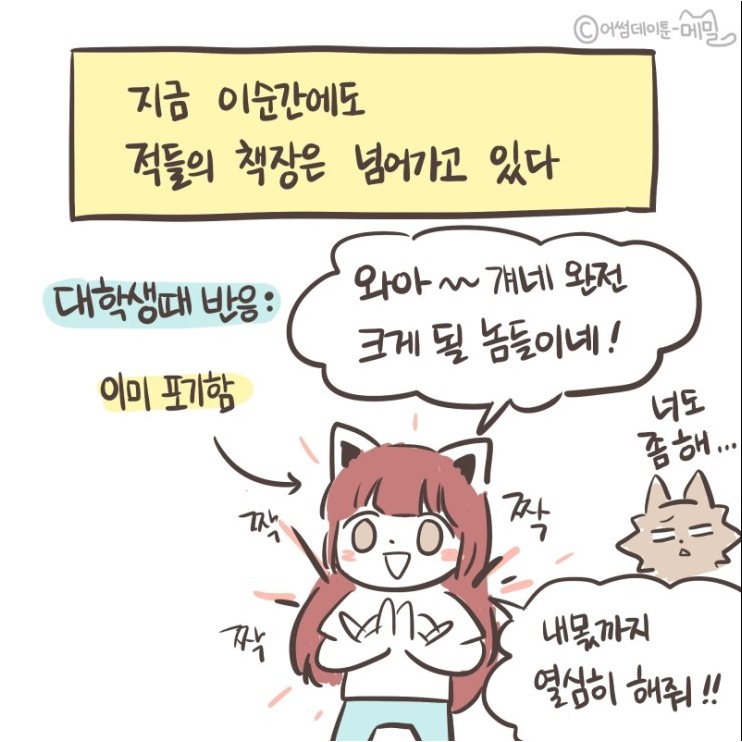 ©어썸데이툰-메밀
지금 이순간에도
적들의 책장은 넘어가고 있다
대학생때 반응:
와아~~ 걔네 완전
크게 될 놈들이네!
이미 포기함
너도
좀해...
짝
짝
짝
내몫까지
열심히 해줘!!